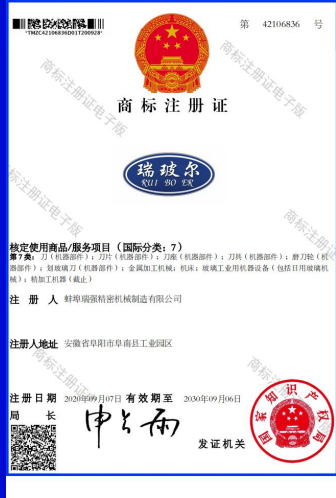 *TMZC42106836D01T200928*
第 42106836 号
商标注册证
瑞玻尔
RUI BO ER
核定使用商品/服务项目（国际分类：7）
第7类：刀（机器部件）；刀片（机器部件）；刀座（机器部件）；刀具（机器部件）；磨刀轮（机
器部件）；划玻璃刀（机器部件）；金属加工机械；机床；玻璃工业用机器设备（包括日用玻璃机
械）；精加工机器（截止）
注 册 人 蚌埠瑞强精密机械制造有限公司
注册人地址 安徽省阜阳市阜南县工业园区
注册日期 2020年09月07日 有效期至 2030年09月06日
局 长
发证机关
国家知识产权局
商标注册证电子版
商标注册证电子版